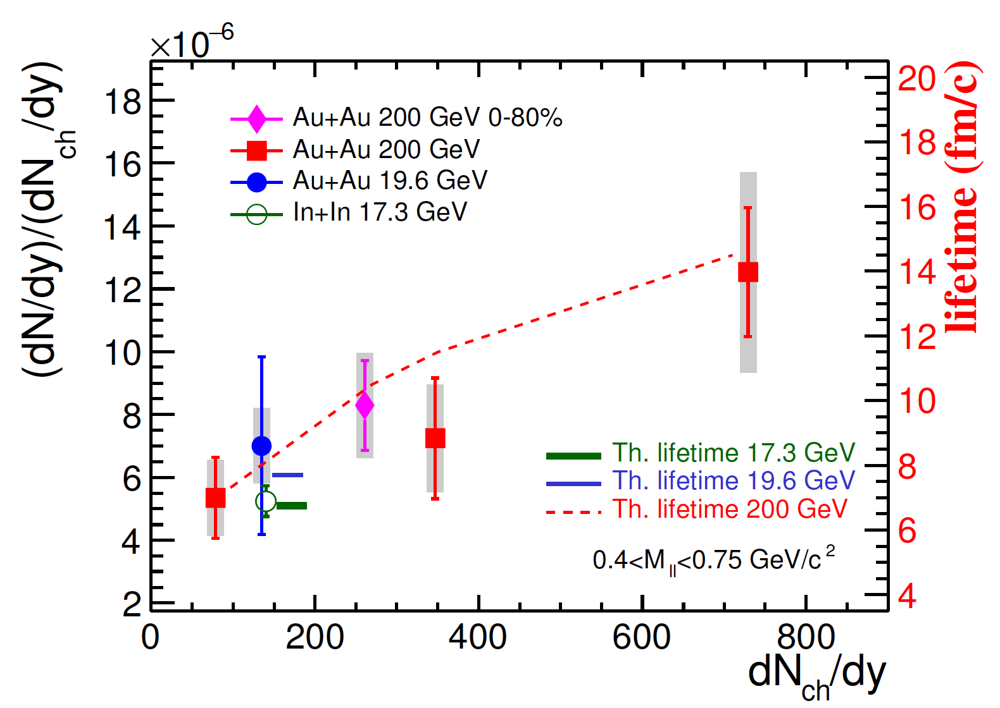 ×10⁻⁶
(dN/dy)/(dN_ch/dy)
18
16
14
12
10
8
6
4
2
Au+Au 200 GeV 0-80%
Au+Au 200 GeV
Au+Au 19.6 GeV
In+In 17.3 GeV
Th. lifetime 17.3 GeV
Th. lifetime 19.6 GeV
Th. lifetime 200 GeV
0.4<M_ll<0.75 GeV/c²
20
18
16
14
12
10
8
6
4
lifetime (fm/c)
0 200 400 600 800
dN_ch/dy